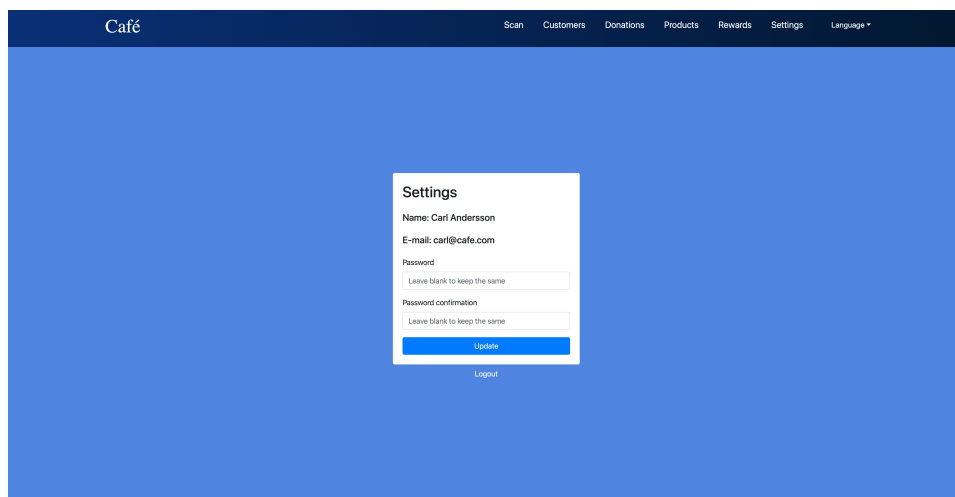 Café
Scan Customers Donations Products Rewards Settings Language
Settings
Name: Carl Andersson
E-mail: carl@cafe.com
Password
Leave blank to keep the same
Password confirmation
Leave blank to keep the same
Update
Logout